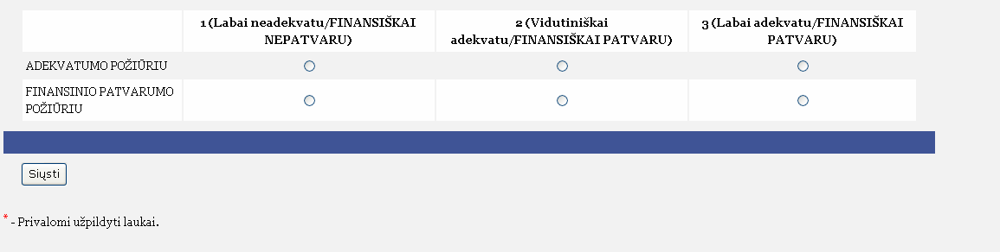 1 (Labai neadekvatu/FINANSIŠKAI
NEPATVARU)
2 (Vidutiniškai
adekvatu/FINANSIŠKAI PATVARU)
3 (Labai adekvatu/FINANSIŠKAI
PATVARU)
ADEKVATUMO POŽIŪRIU
FINANSINIO PATVARUMO
POŽIŪRIU
Siųsti
* - Privalomi užpildyti laukai.